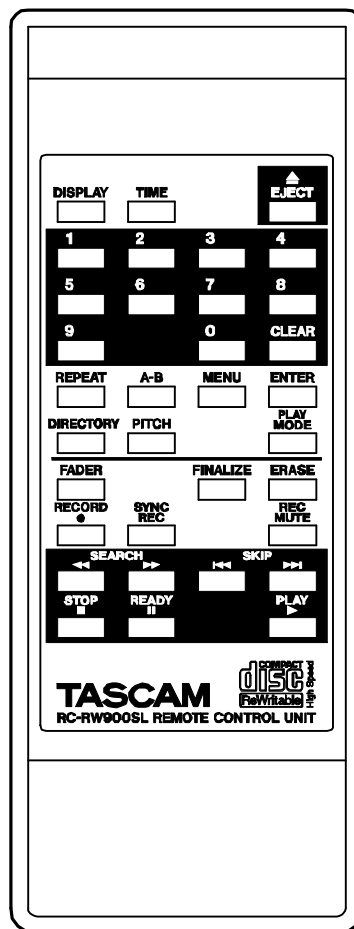 DISPLAY TIME EJECT
1 2 3 4
5 6 7 8
9 0 CLEAR
REPEAT A-B MENU ENTER
DIRECTORY PITCH PLAY MODE
FADER FINALIZE ERASE
RECORD SYNC REC REC MUTE
SEARCH SKIP
STOP READY PLAY
TASCAM
COMPACT
disc
ReWritable
High Speed
RC-RW900SL REMOTE CONTROL UNIT